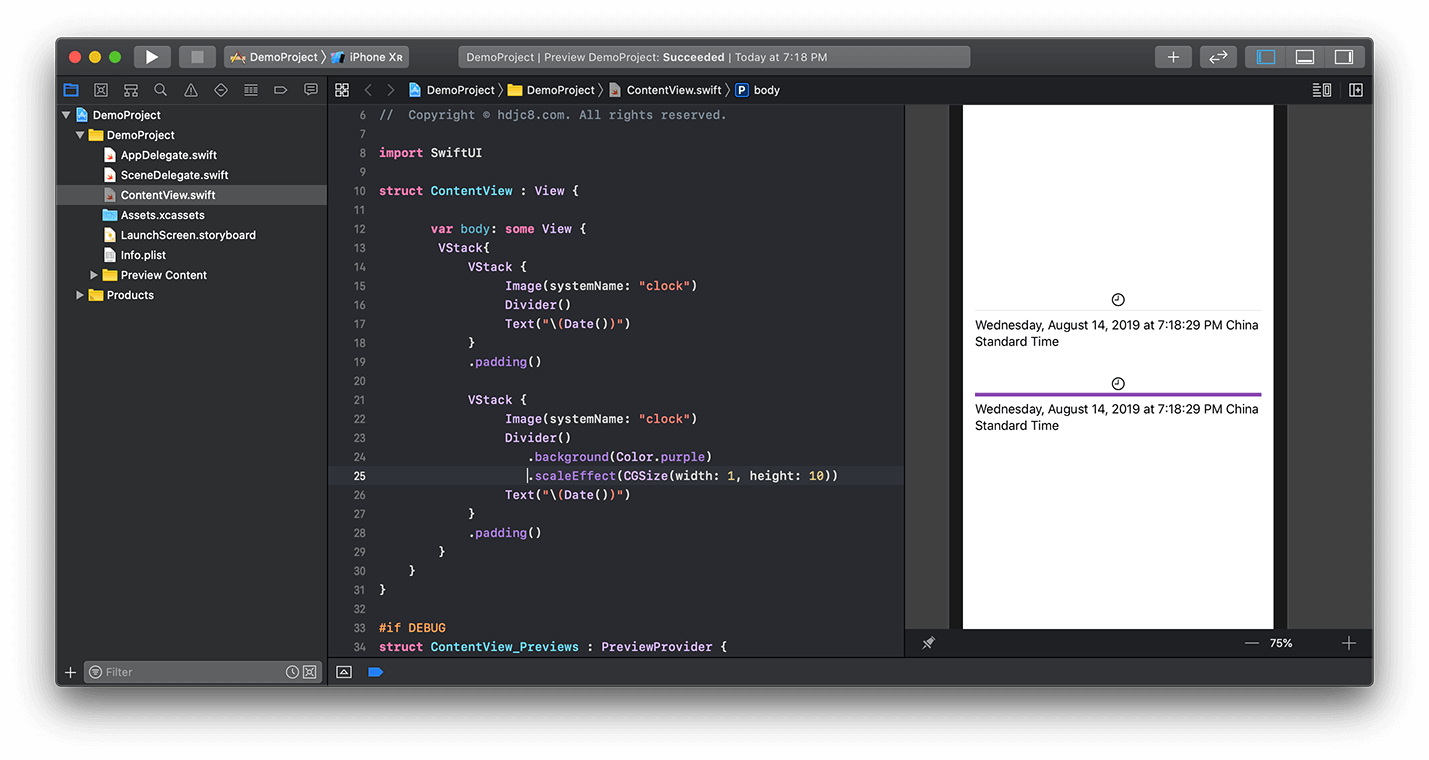 DemoProject iPhone XR
DemoProject | Preview DemoProject: Succeeded | Today at 7:18 PM
DemoProject DemoProject ContentView.swift P body
DemoProject
DemoProject
AppDelegate.swift
SceneDelegate.swift
ContentView.swift
Assets.xcassets
LaunchScreen.storyboard
Info.plist
Preview Content
Products
Filter
6 //  Copyright © hdjc8.com. All rights reserved.
7
8 import SwiftUI
9
10 struct ContentView : View {
11
12 var body: some View {
13 VStack{
14 VStack {
15 Image(systemName: "clock")
16 Divider()
17 Text("\(Date())")
18 }
19 .padding()
20
21 VStack {
22 Image(systemName: "clock")
23 Divider()
24 .background(Color.purple)
25 .scaleEffect(CGSize(width: 1, height: 10))
26 Text("\(Date())")
27 }
28 .padding()
29 }
30 }
31 }
32
33 #if DEBUG
34 struct ContentView_Previews : PreviewProvider {
Wednesday, August 14, 2019 at 7:18:29 PM China
Standard Time
Wednesday, August 14, 2019 at 7:18:29 PM China
Standard Time
75%